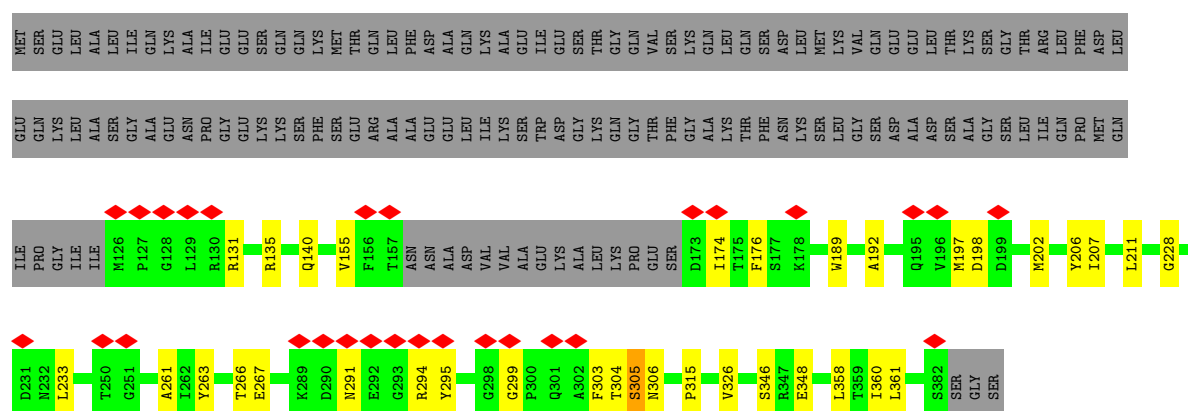 MET SER GLU LEU ALA LEU ILE GLN LYS ALA ILE GLU GLU SER GLN GLN LYS MET THR GLN LEU PHE ASP ALA GLN LYS ALA GLU ILE GLU SER THR GLY GLN VAL SER LYS GLN LEU GLN SER ASP LEU MET LYS VAL GLN GLU GLU LEU THR LYS SER GLY THR ARG LEU PHE ASP LEU
GLU GLN LYS LEU ALA SER GLY ALA GLU ASN PRO GLY GLU LYS LYS SER PHE SER GLU ARG ALA ALA GLU GLU LEU ILE LYS SER TRP ASP GLY LYS GLN GLY THR PHE GLY ALA LYS THR PHE ASN LYS SER LEU GLY SER ASP ALA ASP SER ALA GLY SER LEU ILE GLN PRO MET GLN
ILE PRO GLY ILE ILE M126 P127 G128 L129 R130 R131 R135 Q140 V155 F156 T157 ASN ASN ALA ASP VAL VAL ALA GLU LYS ALA LEU LYS PRO GLU SER D173 I174 T175 F176 S177 K178 W189 A192 Q195 V196 M197 D198 D199 M202 Y206 I207 L211 G228
D231 N232 L233 T250 G251 A261 I262 Y263 T266 E267 K289 D290 N291 E292 G293 R294 Y295 G298 G299 P300 Q301 A302 F303 T304 S305 N306 P315 V326 S346 R347 E348 L358 T359 I360 L361 S382 SER GLY SER